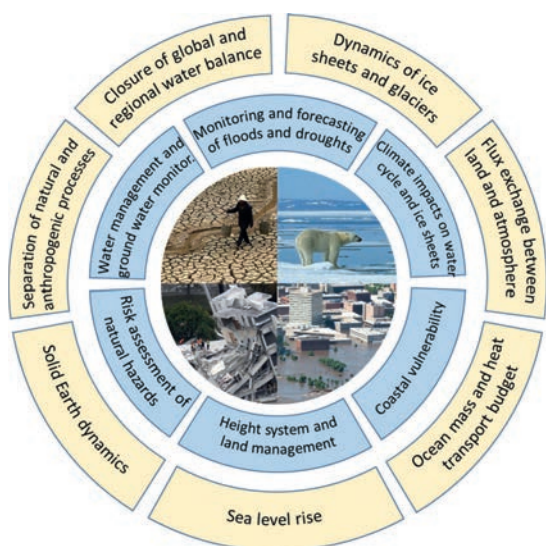 Closure of global and
regional water balance
Dynamics of ice
sheets and glaciers
Flux exchange between
land and atmosphere
Ocean mass and heat
transport budget
Sea level rise
Solid Earth dynamics
Separation of natural and
anthropogenic processes
Monitoring and forecasting
of floods and droughts
Climate impacts on water
cycle and ice sheets
Coastal vulnerability
Height system and
land management
Risk assessment of
natural hazards
Water management and
ground water monitor.